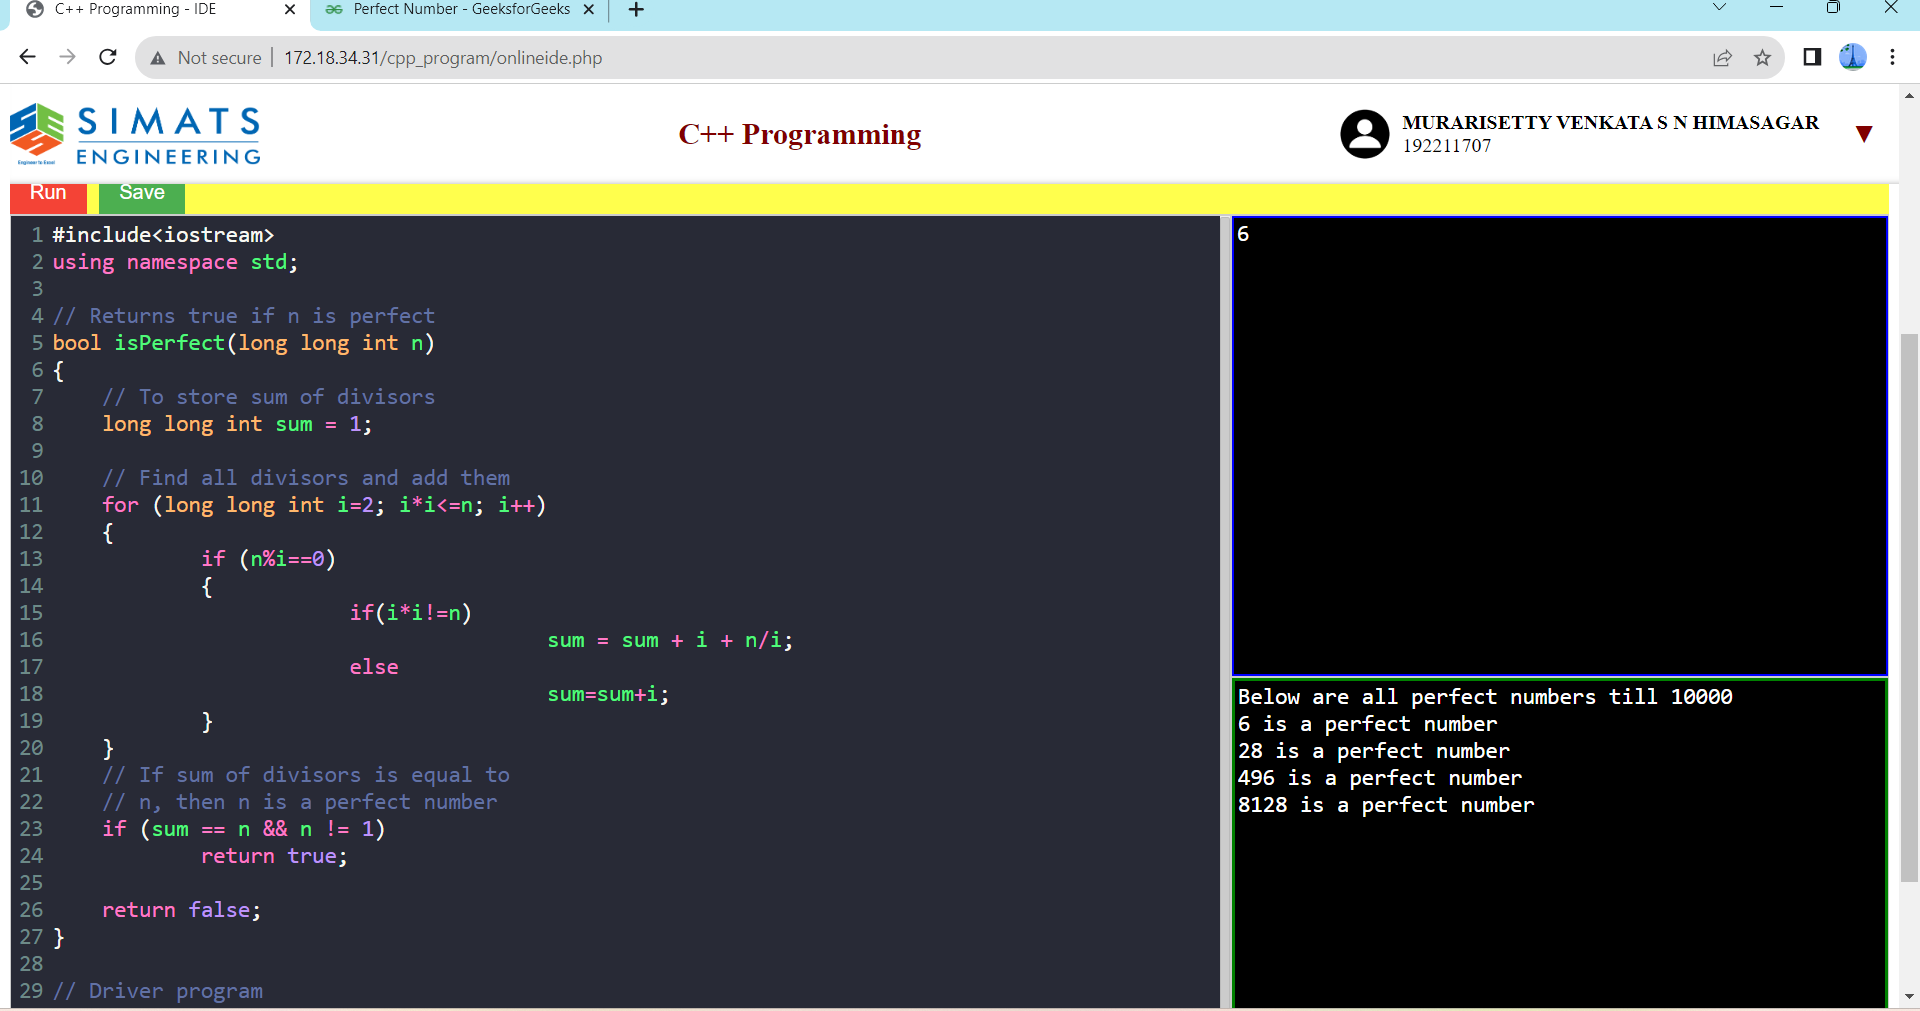 C++ Programming - IDE
Perfect Number - GeeksforGeeks
Not secure | 172.18.34.31/cpp_program/onlineide.php
SIMATS
ENGINEERING
Engineer to Excel
C++ Programming
MURARISETTY VENKATA S N HIMASAGAR
192211707
Run Save
1 #include<iostream>
2 using namespace std;
3
4 // Returns true if n is perfect
5 bool isPerfect(long long int n)
6 {
7 // To store sum of divisors
8 long long int sum = 1;
9
10 // Find all divisors and add them
11 for (long long int i=2; i*i<=n; i++)
12 {
13 if (n%i==0)
14 {
15 if(i*i!=n)
16 sum = sum + i + n/i;
17 else
18 sum=sum+i;
19 }
20 }
21 // If sum of divisors is equal to
22 // n, then n is a perfect number
23 if (sum == n && n != 1)
24 return true;
25
26 return false;
27 }
28
29 // Driver program
6
Below are all perfect numbers till 10000
6 is a perfect number
28 is a perfect number
496 is a perfect number
8128 is a perfect number